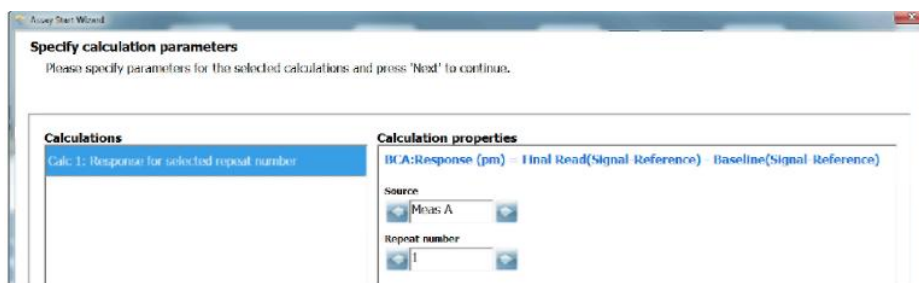 Assay Start Wizard
Specify calculation parameters
Please specify parameters for the selected calculations and press 'Next' to continue.
Calculations
Calc 1: Response for selected repeat number
Calculation properties
BCA:Response (pm) = Final Read(Signal-Reference) - Baseline(Signal-Reference)
Source
Meas A
Repeat number
1